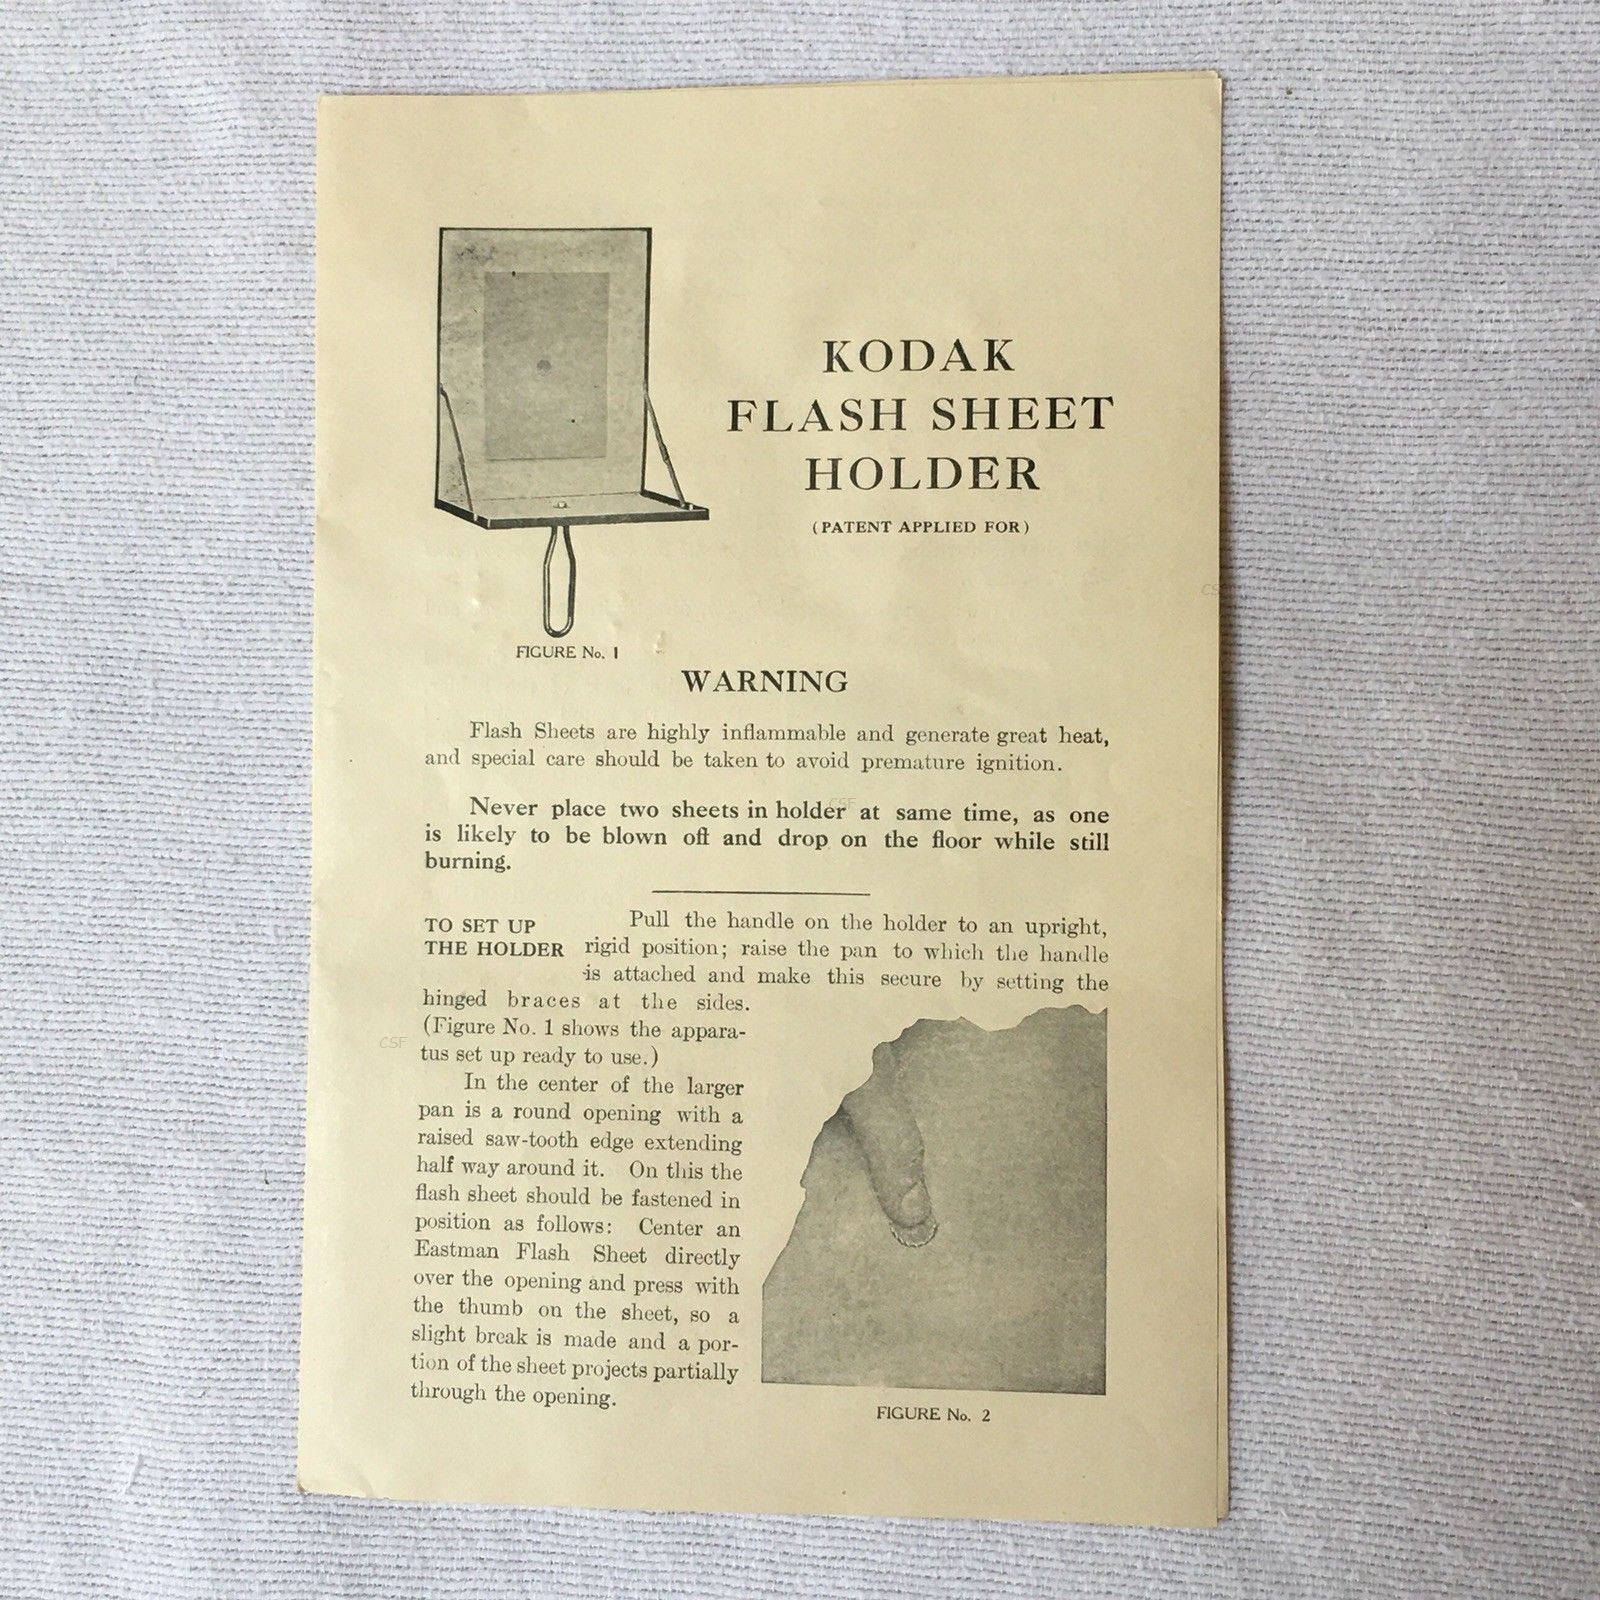 KODAK
FLASH SHEET
HOLDER
(PATENT APPLIED FOR)
FIGURE No. 1
WARNING
Flash Sheets are highly inflammable and generate great heat,
and special care should be taken to avoid premature ignition.
Never place two sheets in holder at same time, as one
is likely to be blown off and drop on the floor while still
burning.
TO SET UP
THE HOLDER
Pull the handle on the holder to an upright,
rigid position; raise the pan to which the handle
is attached and make this secure by setting the
hinged braces at the sides.
(Figure No. 1 shows the appara-
tus set up ready to use.)
In the center of the larger
pan is a round opening with a
raised saw-tooth edge extending
half way around it. On this the
flash sheet should be fastened in
position as follows: Center an
Eastman Flash Sheet directly
over the opening and press with
the thumb on the sheet, so a
slight break is made and a por-
tion of the sheet projects partially
through the opening.
FIGURE No. 2
CSF
CSF
CSF